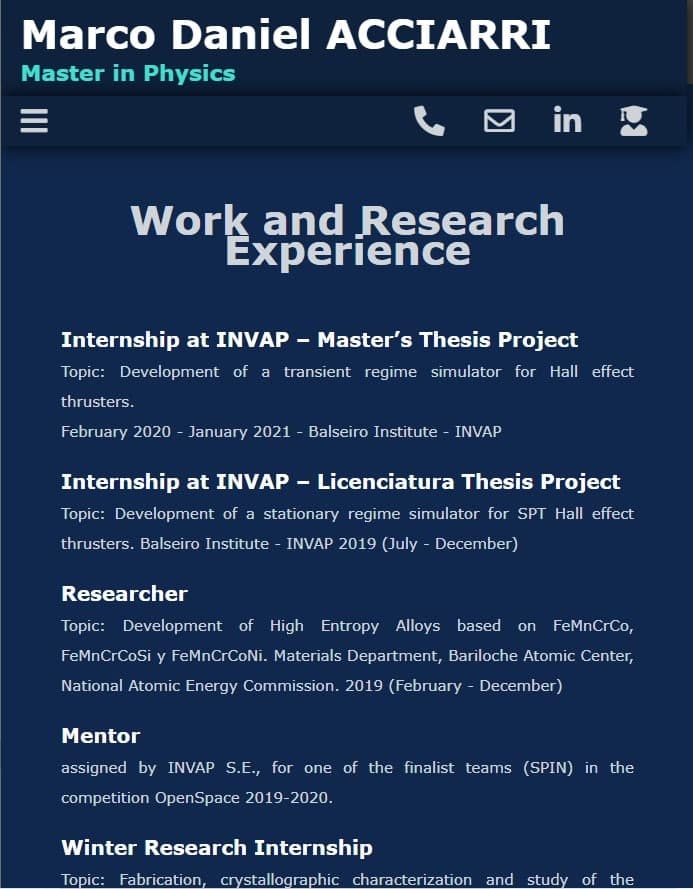 Marco Daniel ACCIARRI
Master in Physics
in
Work and Research
Experience
Internship at INVAP – Master’s Thesis Project
Topic: Development of a transient regime simulator for Hall effect
thrusters.
February 2020 - January 2021 - Balseiro Institute - INVAP
Internship at INVAP – Licenciatura Thesis Project
Topic: Development of a stationary regime simulator for SPT Hall effect
thrusters. Balseiro Institute - INVAP 2019 (July - December)
Researcher
Topic: Development of High Entropy Alloys based on FeMnCrCo,
FeMnCrCoSi y FeMnCrCoNi. Materials Department, Bariloche Atomic Center,
National Atomic Energy Commission. 2019 (February - December)
Mentor
assigned by INVAP S.E., for one of the finalist teams (SPIN) in the
competition OpenSpace 2019-2020.
Winter Research Internship
Topic: Fabrication, crystallographic characterization and study of the